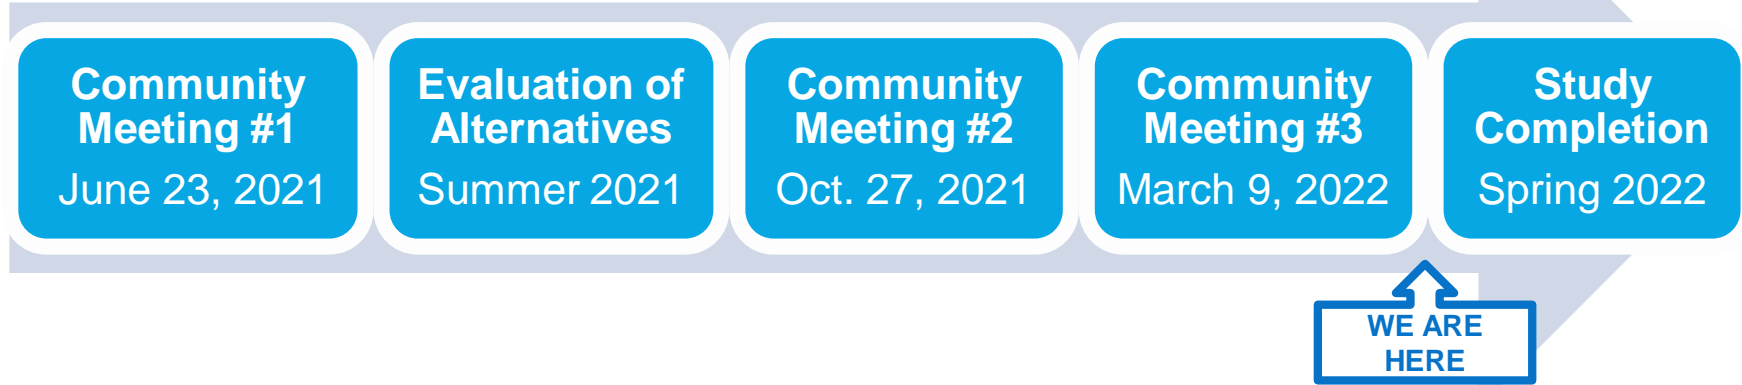 Community
Meeting #1
June 23, 2021
Evaluation of
Alternatives
Summer 2021
Community
Meeting #2
Oct. 27, 2021
Community
Meeting #3
March 9, 2022
Study
Completion
Spring 2022
WE ARE
HERE